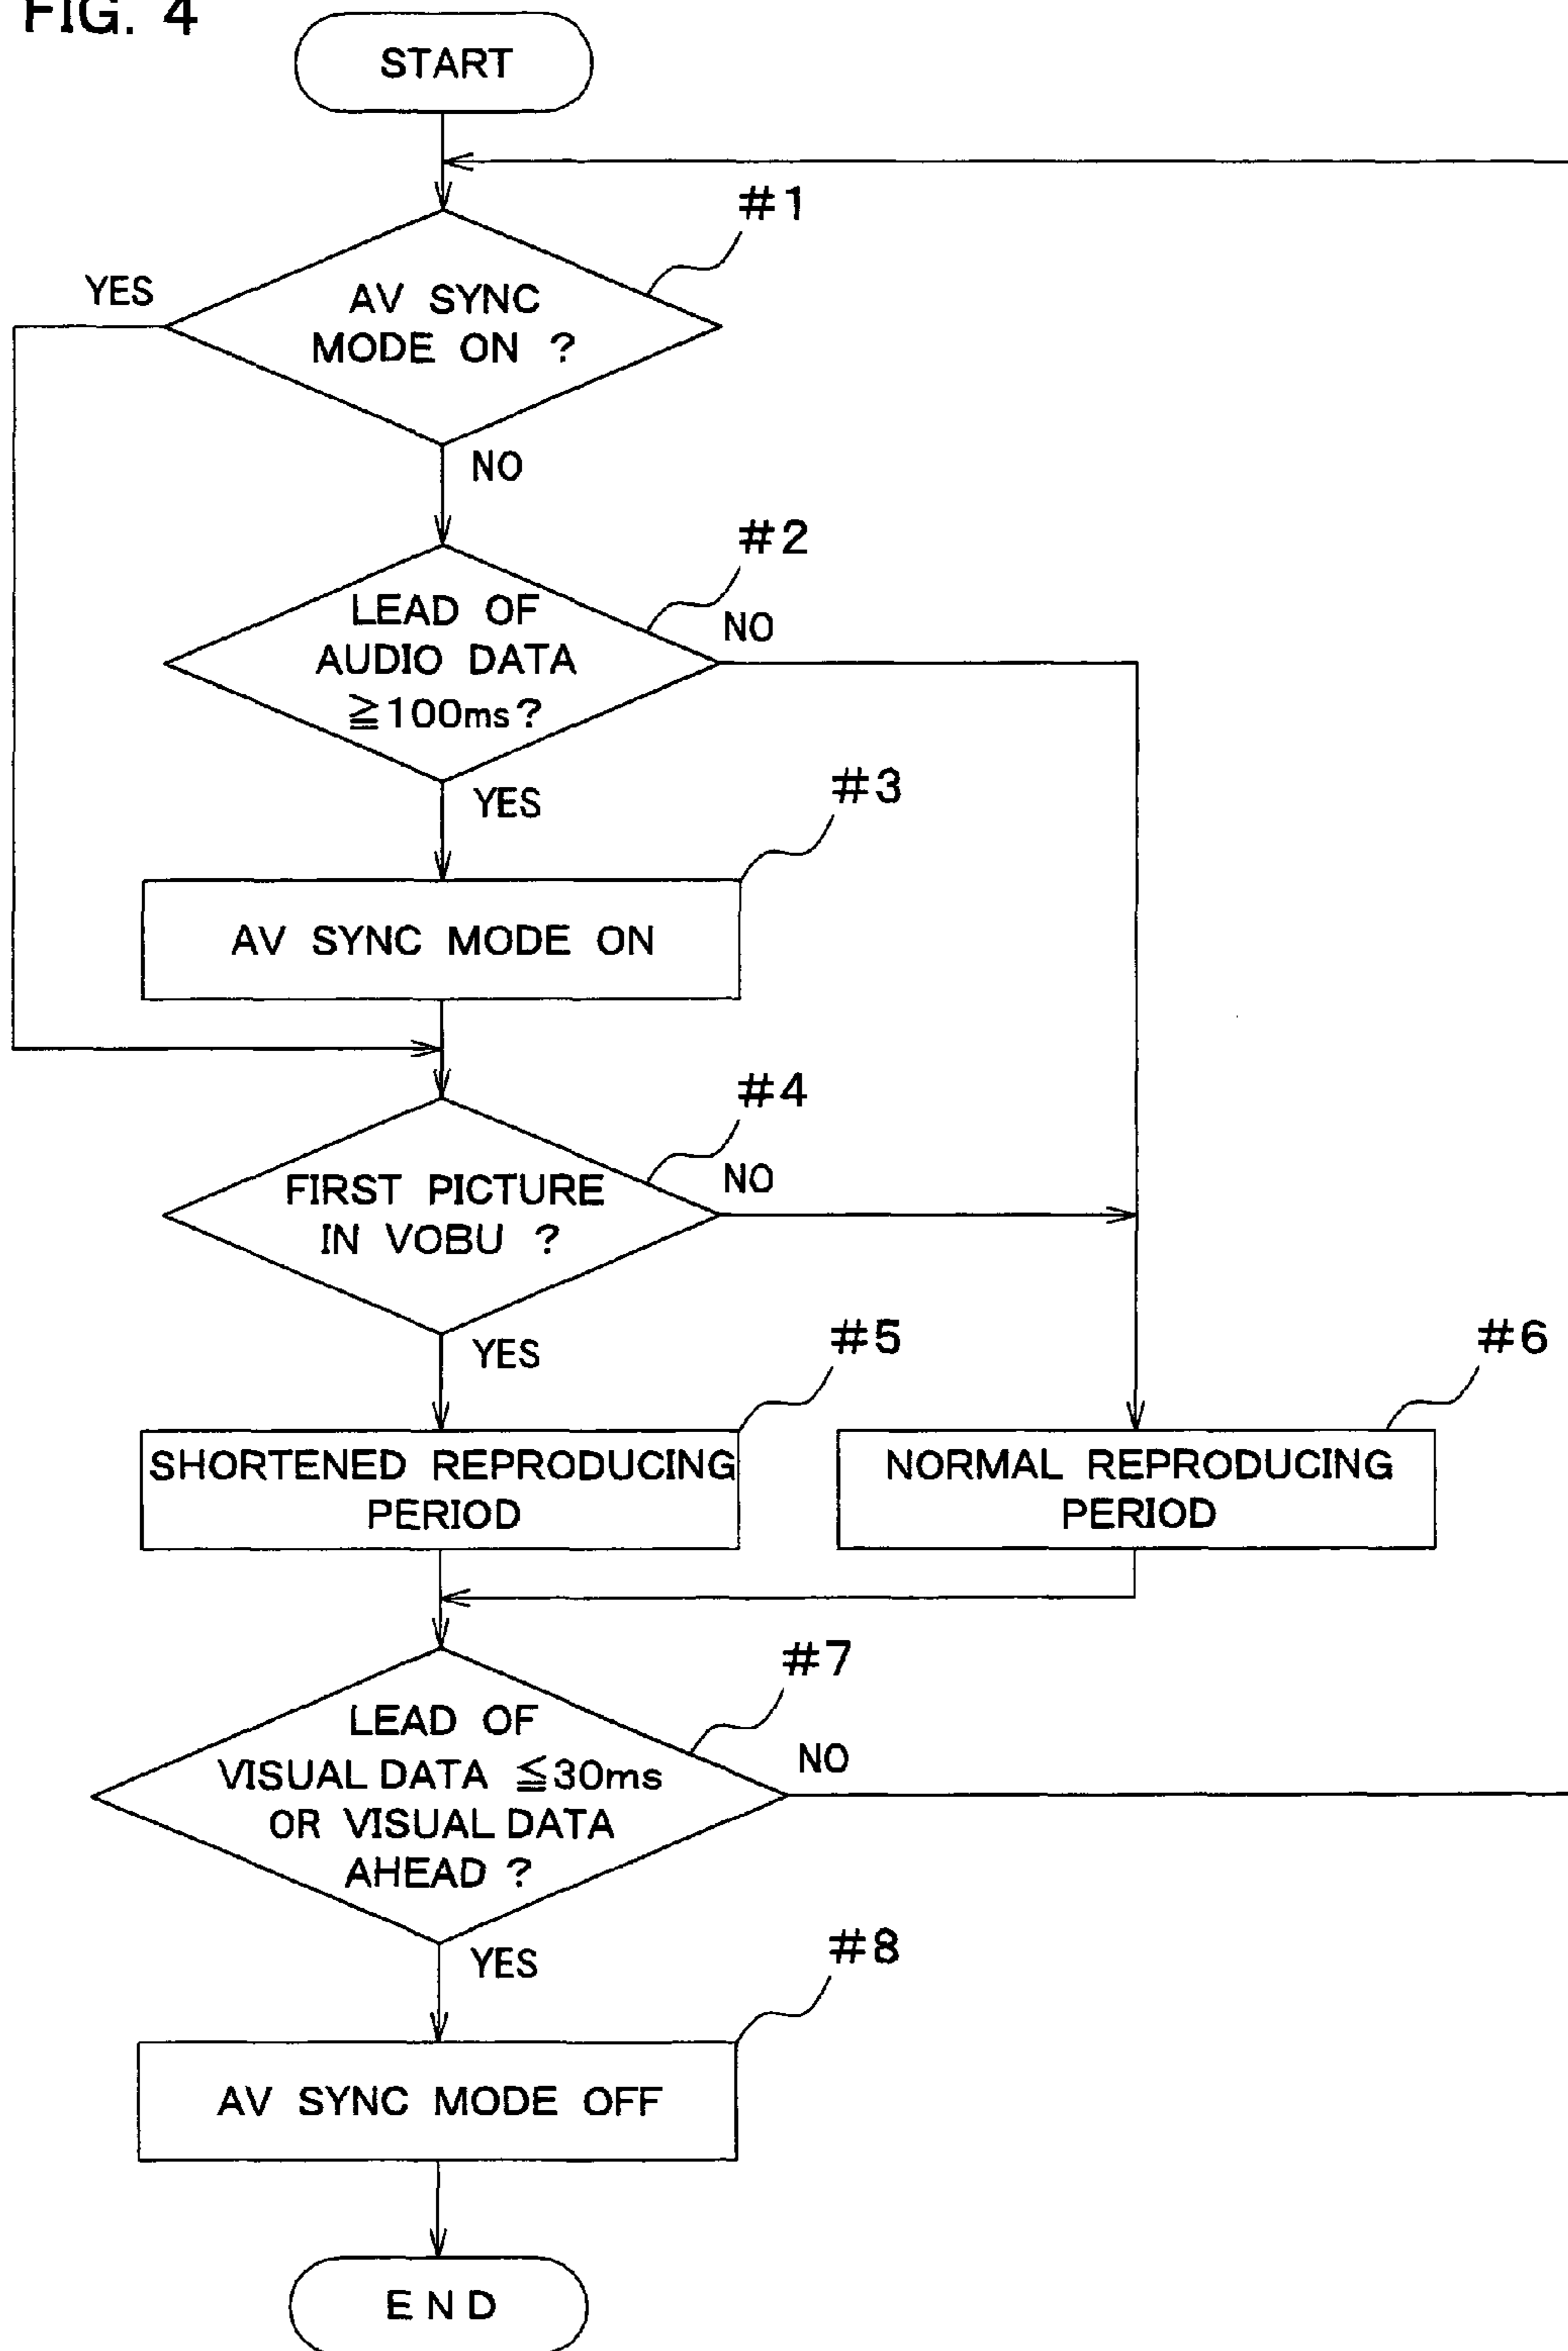 FIG. 4
START
#1
YES
AV SYNC
MODE ON ?
NO
#2
LEAD OF
AUDIO DATA
≧100ms?
NO
YES
#3
AV SYNC MODE ON
#4
FIRST PICTURE
IN VOBU ?
NO
YES
#5
SHORTENED REPRODUCING
PERIOD
#6
NORMAL REPRODUCING
PERIOD
#7
LEAD OF
VISUAL DATA ≦30ms
OR VISUAL DATA
AHEAD ?
NO
YES
#8
AV SYNC MODE OFF
END